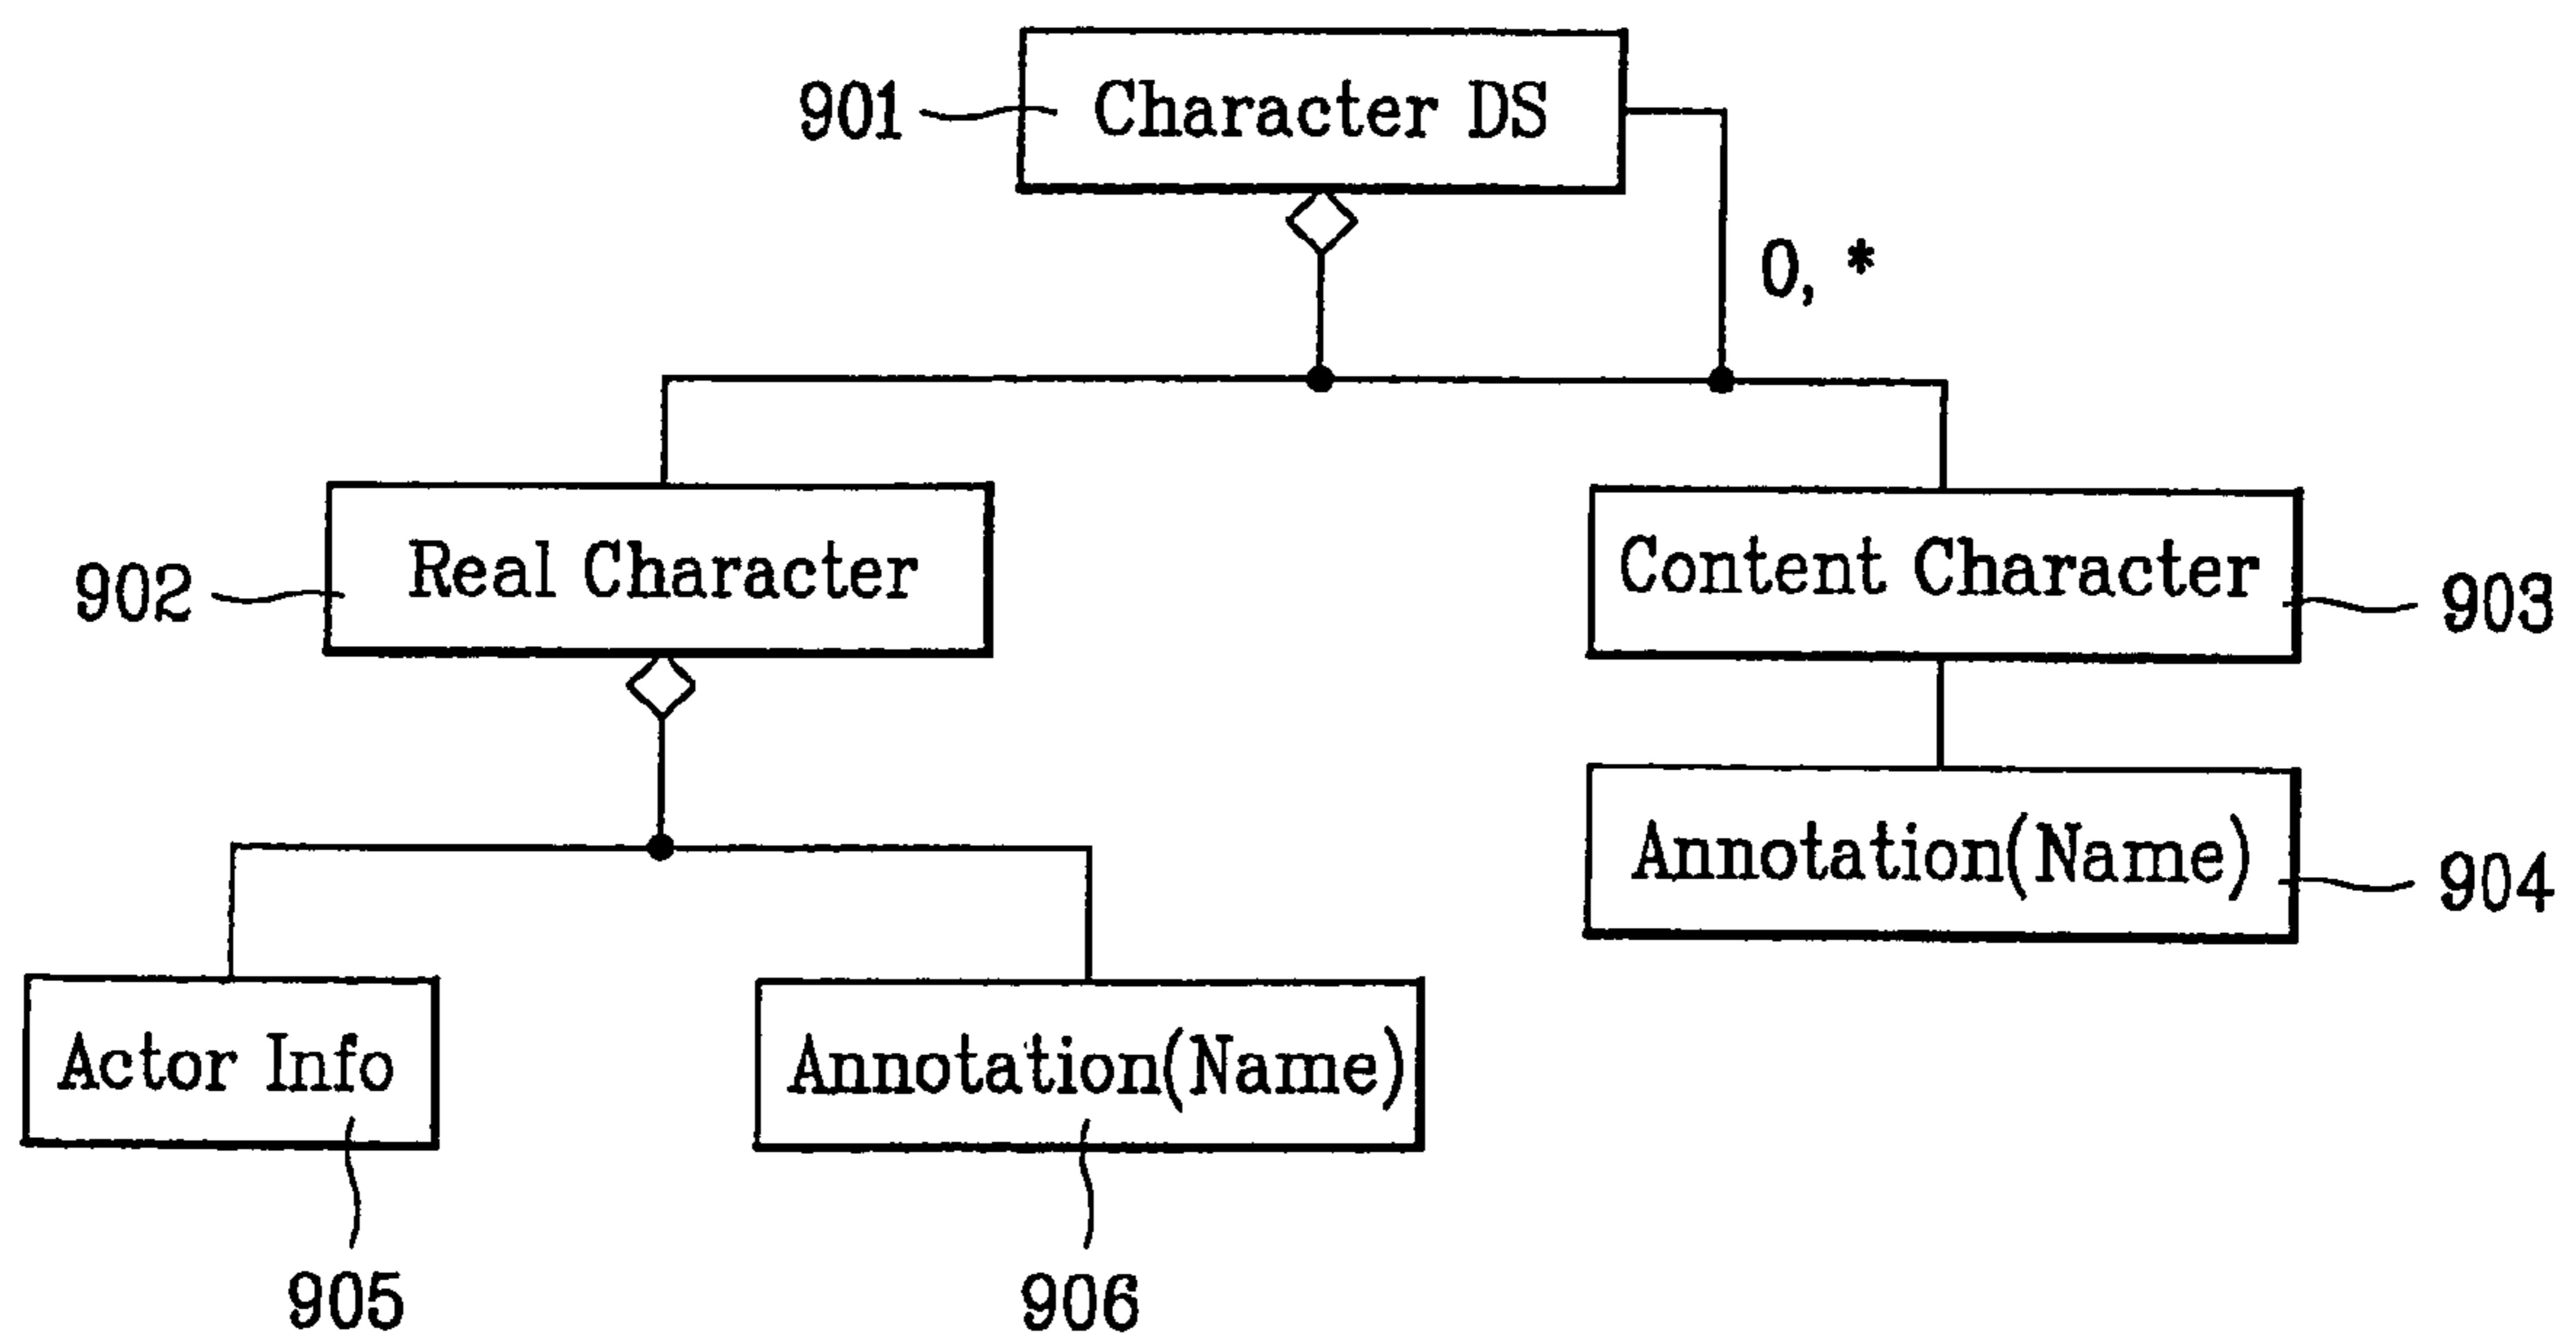 901
Character DS
0, *
902
Real Character
Content Character
903
Annotation(Name)
904
Actor Info
Annotation(Name)
905
906